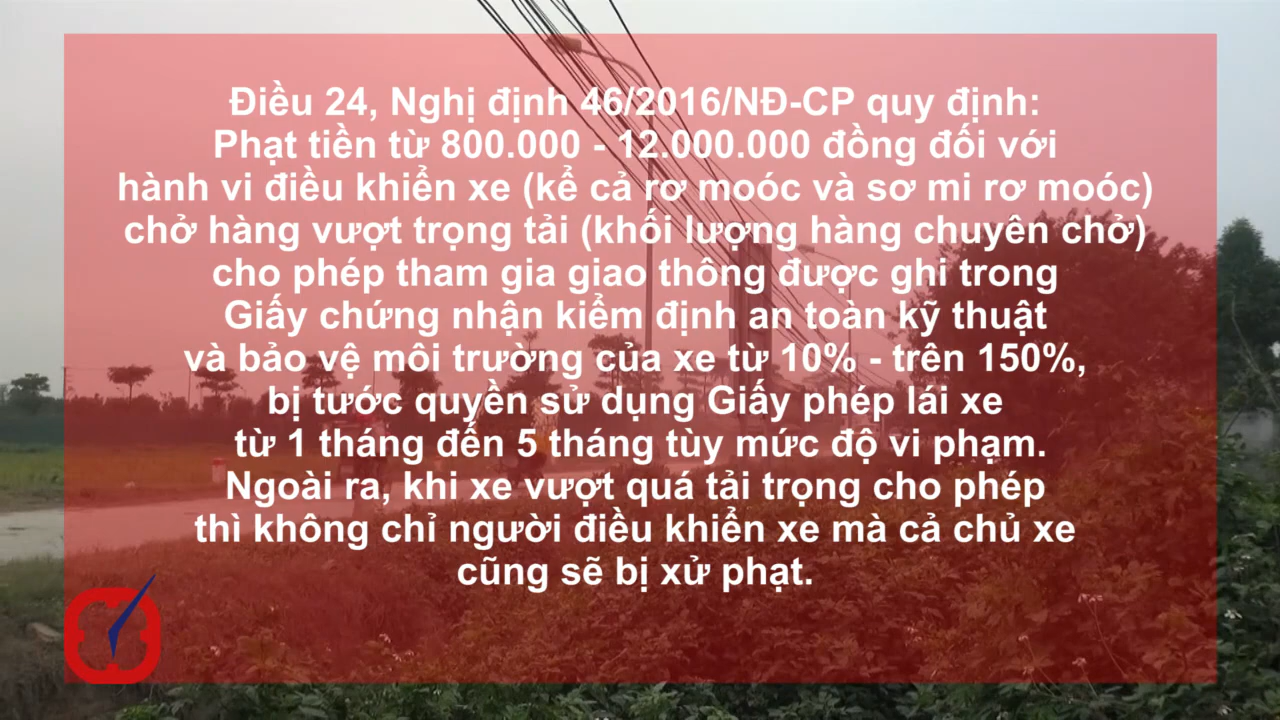 Điều 24, Nghị định 46/2016/NĐ-CP quy định:
Phạt tiền từ 800.000 - 12.000.000 đồng đối với
hành vi điều khiển xe (kể cả rơ moóc và sơ mi rơ moóc)
chở hàng vượt trọng tải (khối lượng hàng chuyên chở)
cho phép tham gia giao thông được ghi trong
Giấy chứng nhận kiểm định an toàn kỹ thuật
và bảo vệ môi trường của xe từ 10% - trên 150%,
bị tước quyền sử dụng Giấy phép lái xe
từ 1 tháng đến 5 tháng tùy mức độ vi phạm.
Ngoài ra, khi xe vượt quá tải trọng cho phép
thì không chỉ người điều khiển xe mà cả chủ xe
cũng sẽ bị xử phạt.